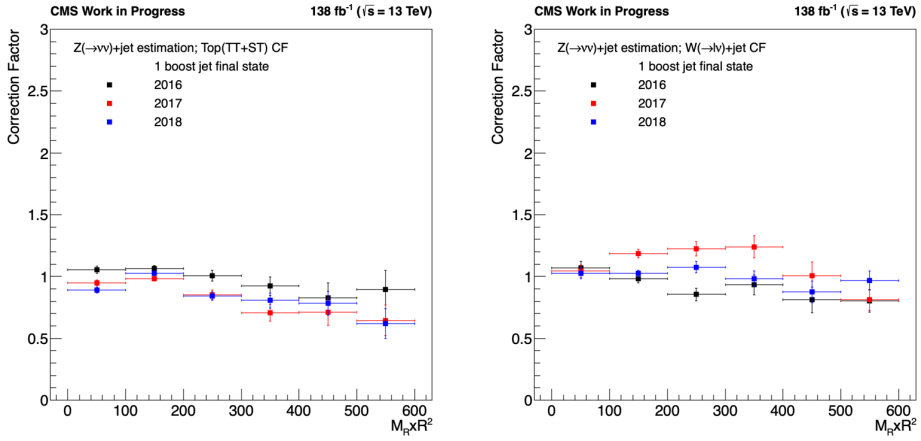 CMS Work in Progress 138 fb⁻¹ (√s = 13 TeV)
Correction Factor
3
2.5
2
1.5
1
0.5
0
Z(→νν)+jet estimation; Top(TT+ST) CF
1 boost jet final state
2016
2017
2018
0 100 200 300 400 500 600
M_RxR²
CMS Work in Progress 138 fb⁻¹ (√s = 13 TeV)
Correction Factor
3
2.5
2
1.5
1
0.5
0
Z(→νν)+jet estimation; W(→lν)+jet CF
1 boost jet final state
2016
2017
2018
0 100 200 300 400 500 600
M_RxR²